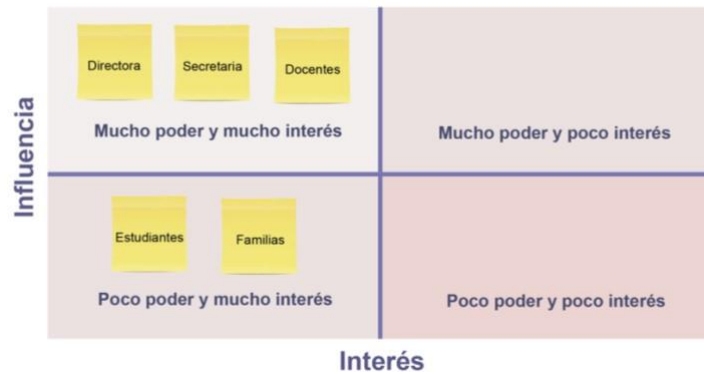 Directora
Secretaria
Docentes
Mucho poder y mucho interés
Mucho poder y poco interés
Influencia
Estudiantes
Familias
Poco poder y mucho interés
Poco poder y poco interés
Interés